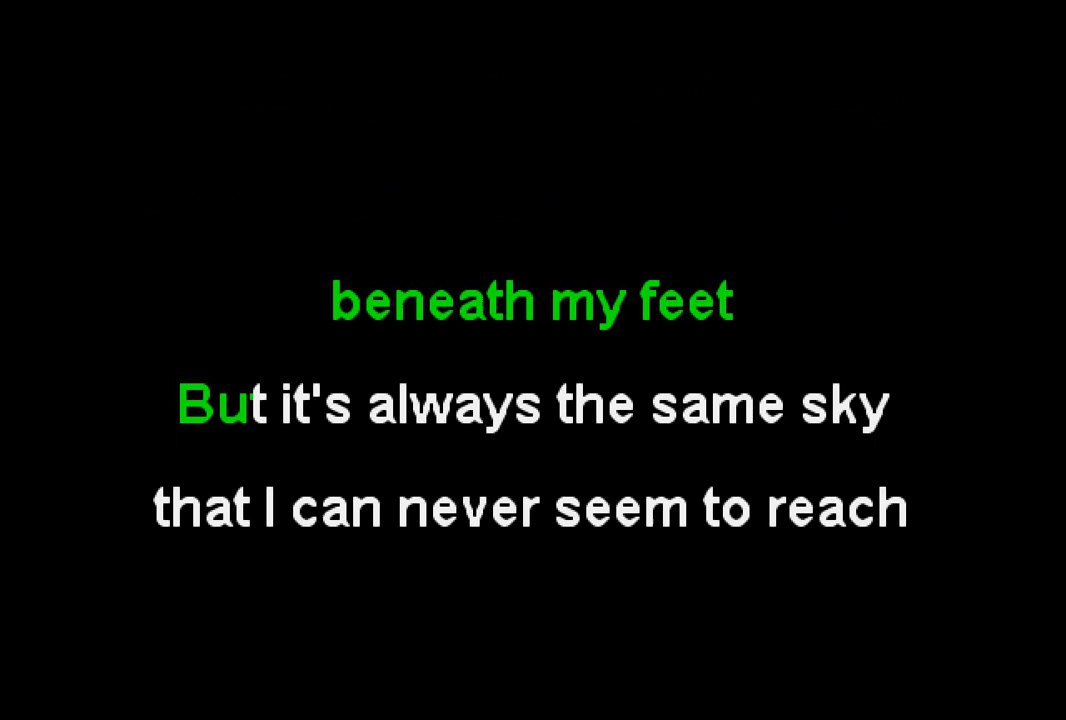 beneath my feet
But it's always the same sky
that I can never seem to reach